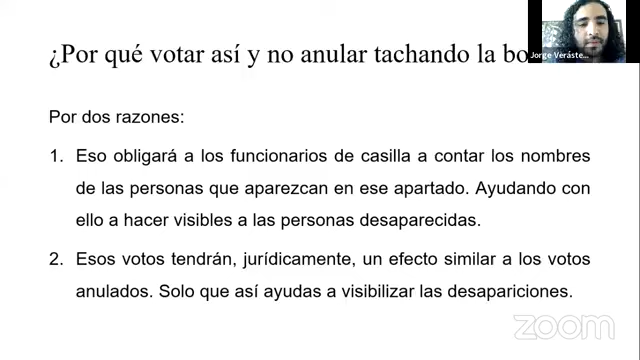 ¿Por qué votar así y no anular tachando la
Jorge Veráste...
Por dos razones:
1. Eso obligará a los funcionarios de casilla a contar los nombres
de las personas que aparezcan en ese apartado. Ayudando con
ello a hacer visibles a las personas desaparecidas.
2. Esos votos tendrán, jurídicamente, un efecto similar a los votos
anulados. Solo que así ayudas a visibilizar las desapariciones.
zoom